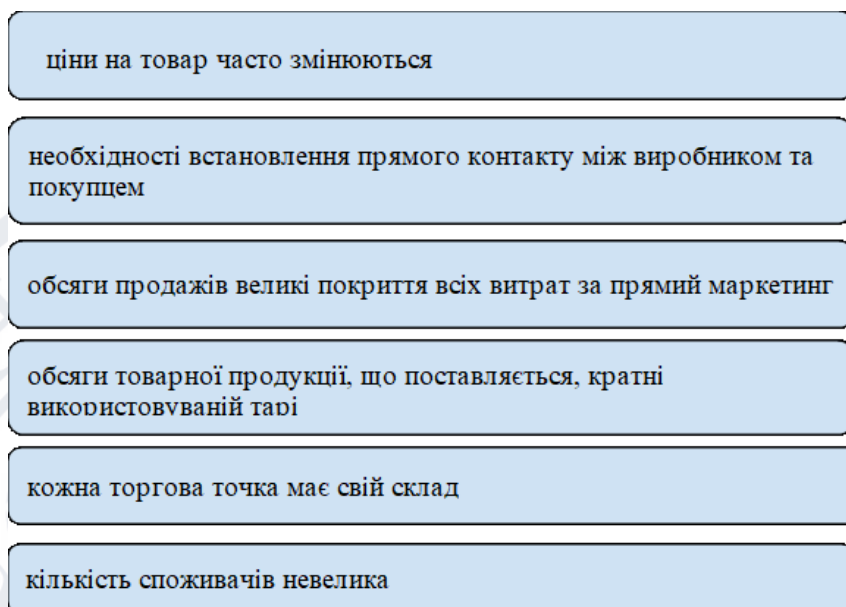 ціни на товар часто змінюються
необхідності встановлення прямого контакту між виробником та
покупцем
обсяги продажів великі покриття всіх витрат за прямий маркетинг
обсяги товарної продукції, що поставляється, кратні
використовуваній тарі
кожна торгова точка має свій склад
кількість споживачів невелика